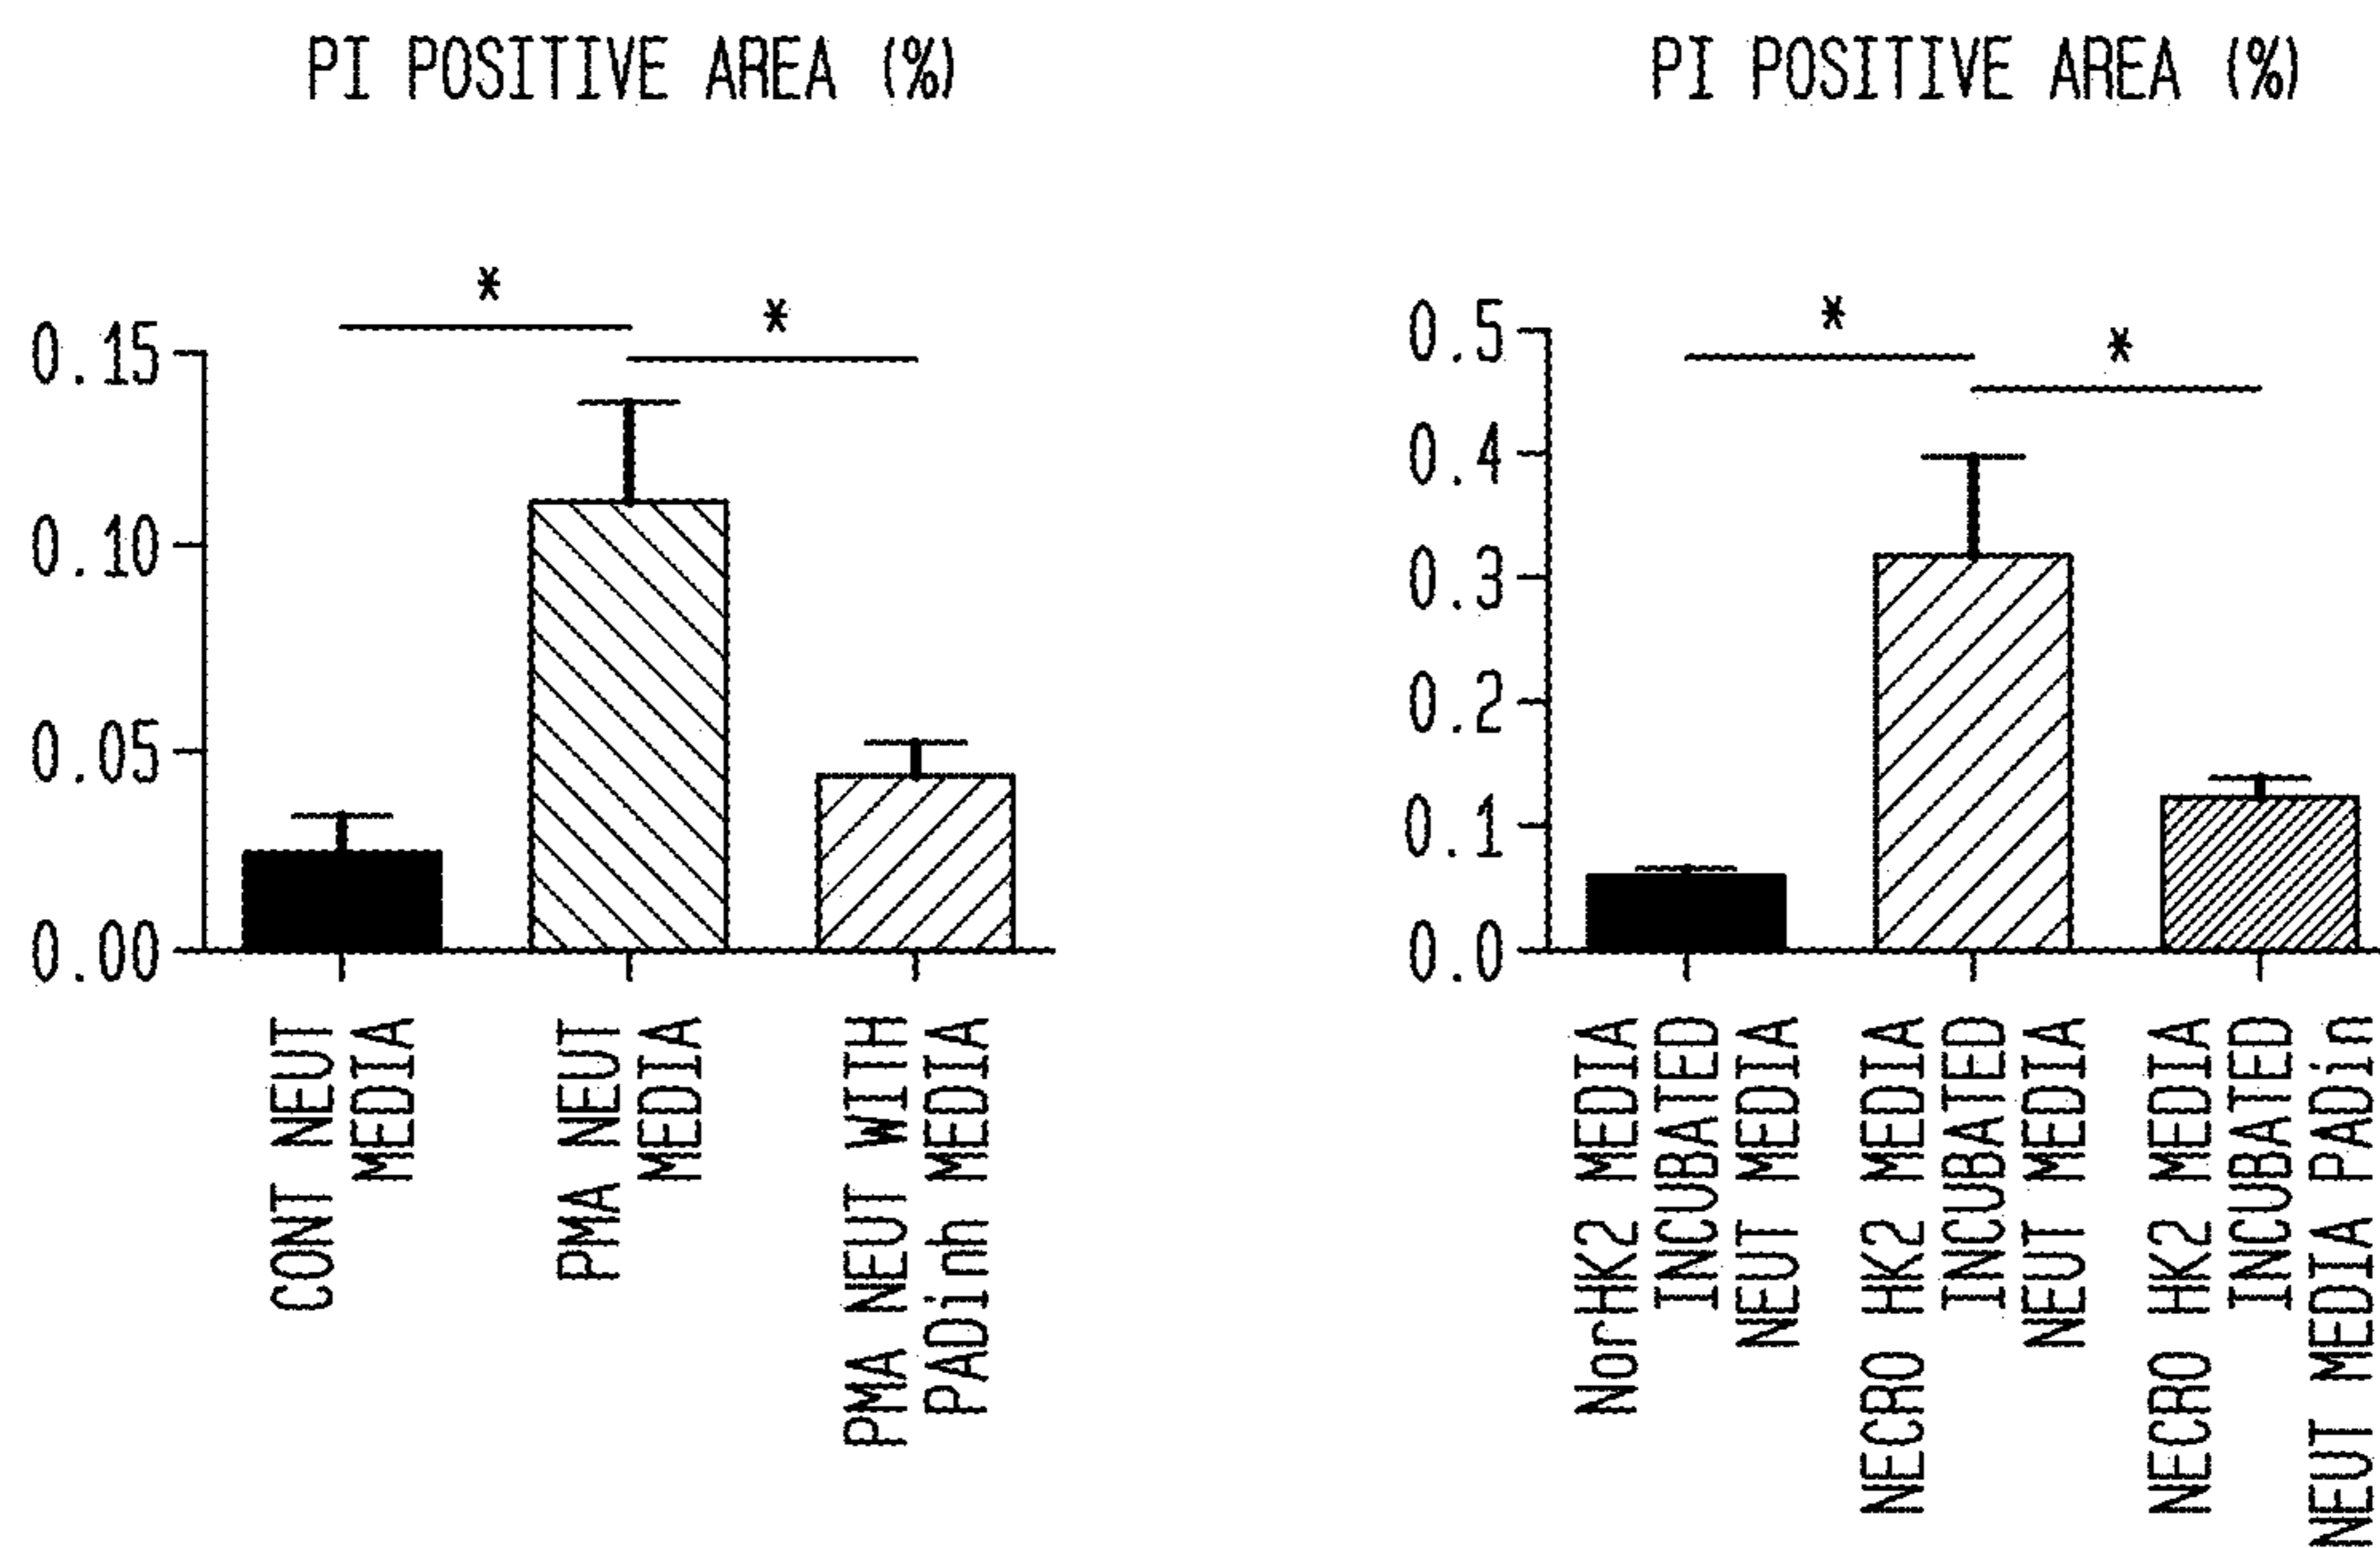 PI POSITIVE AREA (%)
*
*
0.15
0.10
0.05
0.00
CONT NEUT
MEDIA
PMA NEUT
MEDIA
PMA NEUT WITH
PADinh MEDIA
PI POSITIVE AREA (%)
*
*
0.5
0.4
0.3
0.2
0.1
0.0
NorHK2 MEDIA
INCUBATED
NEUT MEDIA
NECRO HK2 MEDIA
INCUBATED
NEUT MEDIA
NECRO HK2 MEDIA
INCUBATED
NEUT MEDIA PADin